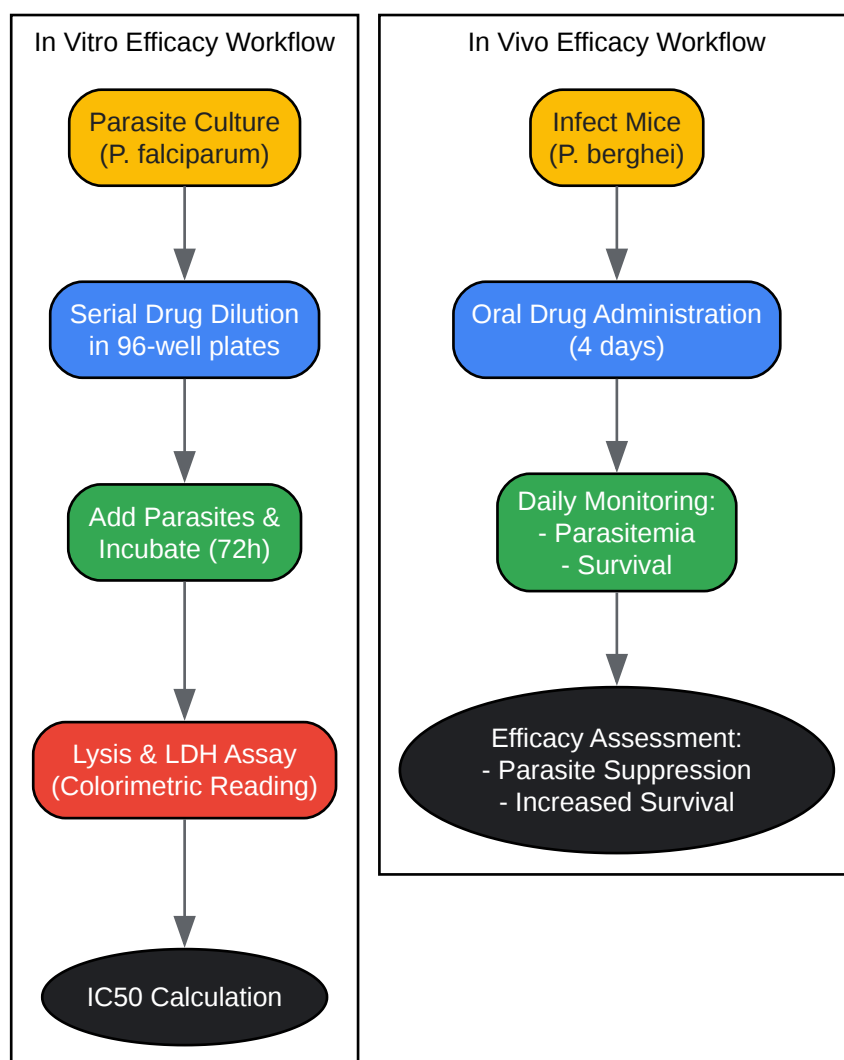 In Vitro Efficacy Workflow
Parasite Culture
(P. falciparum)
Serial Drug Dilution
in 96-well plates
Add Parasites &
Incubate (72h)
Lysis & LDH Assay
(Colorimetric Reading)
IC50 Calculation
In Vivo Efficacy Workflow
Infect Mice
(P. berghei)
Oral Drug Administration
(4 days)
Daily Monitoring:
- Parasitemia
- Survival
Efficacy Assessment:
- Parasite Suppression
- Increased Survival